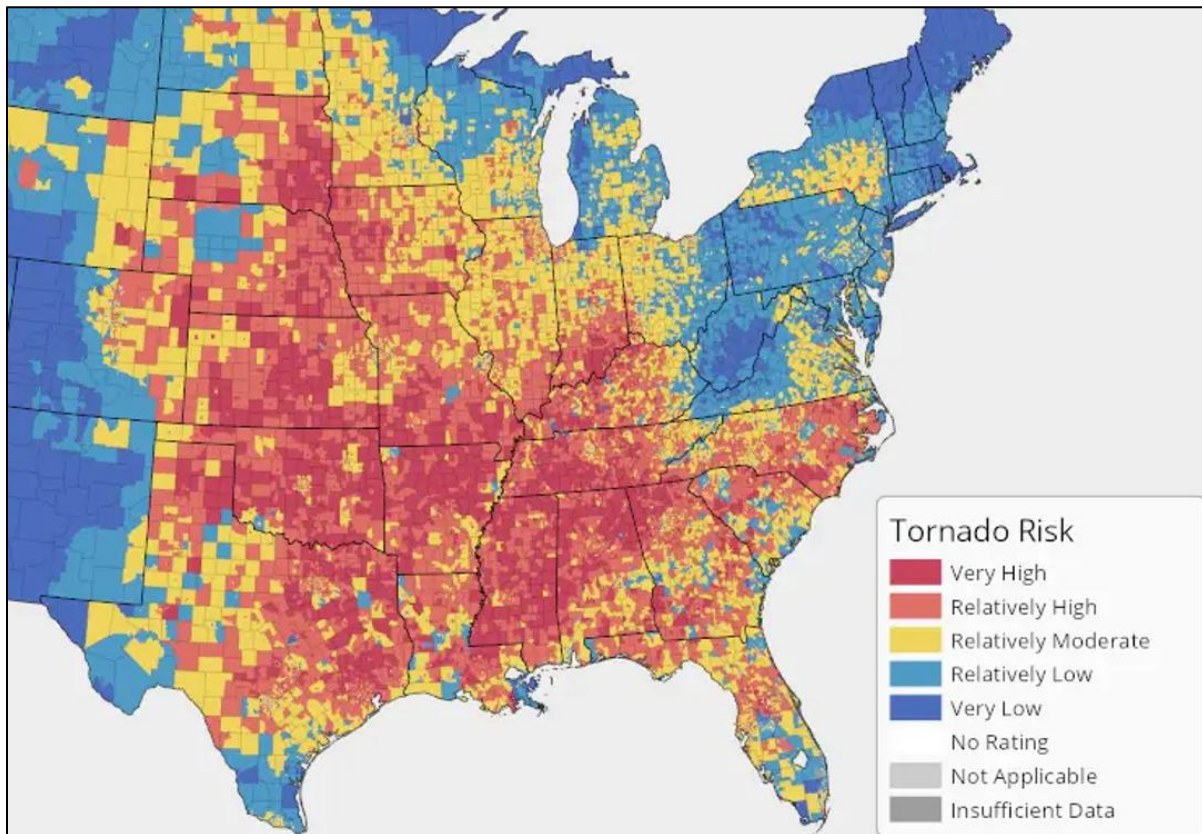 Tornado Risk
Very High
Relatively High
Relatively Moderate
Relatively Low
Very Low
No Rating
Not Applicable
Insufficient Data